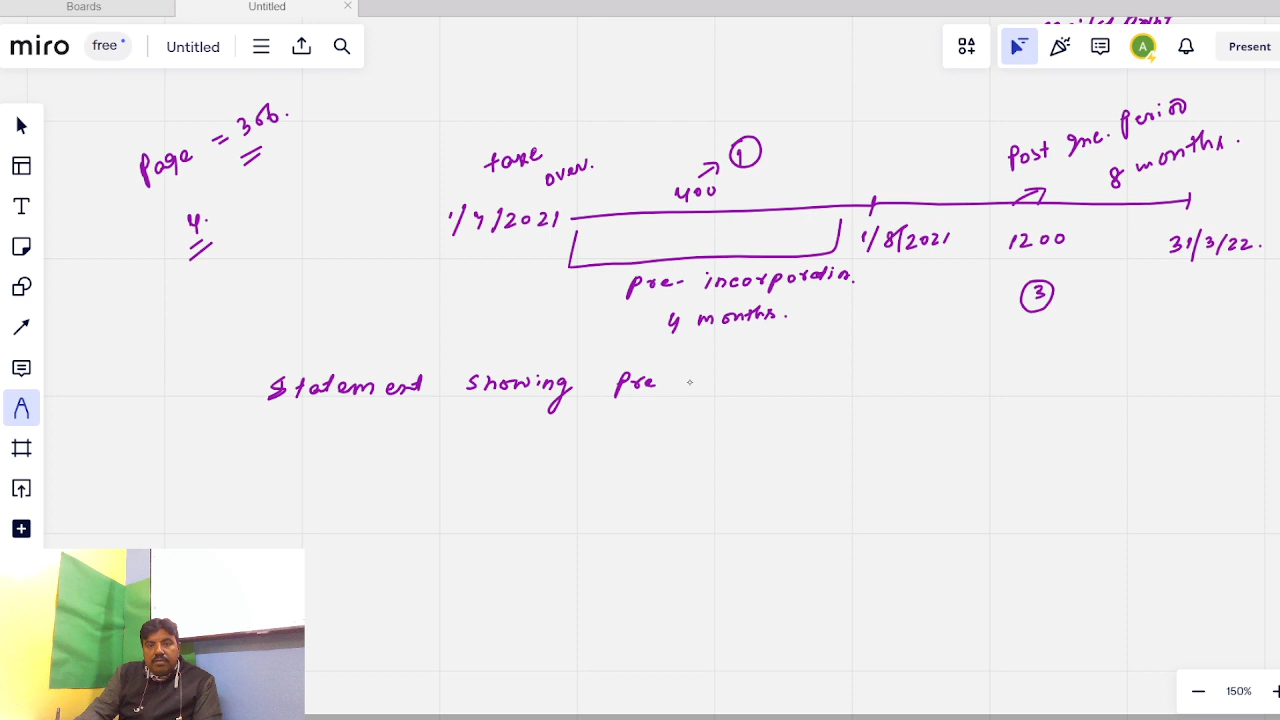 Boards
Untitled
miro
free
Untitled
Present
A
Page = 366.
4.
take over.
400
1
Post Inc. Period
8 months.
1/4/2021
1/8/2021
1200
31/3/22.
3
Pre-incorporation.
4 months.
Statement showing Pre
150%